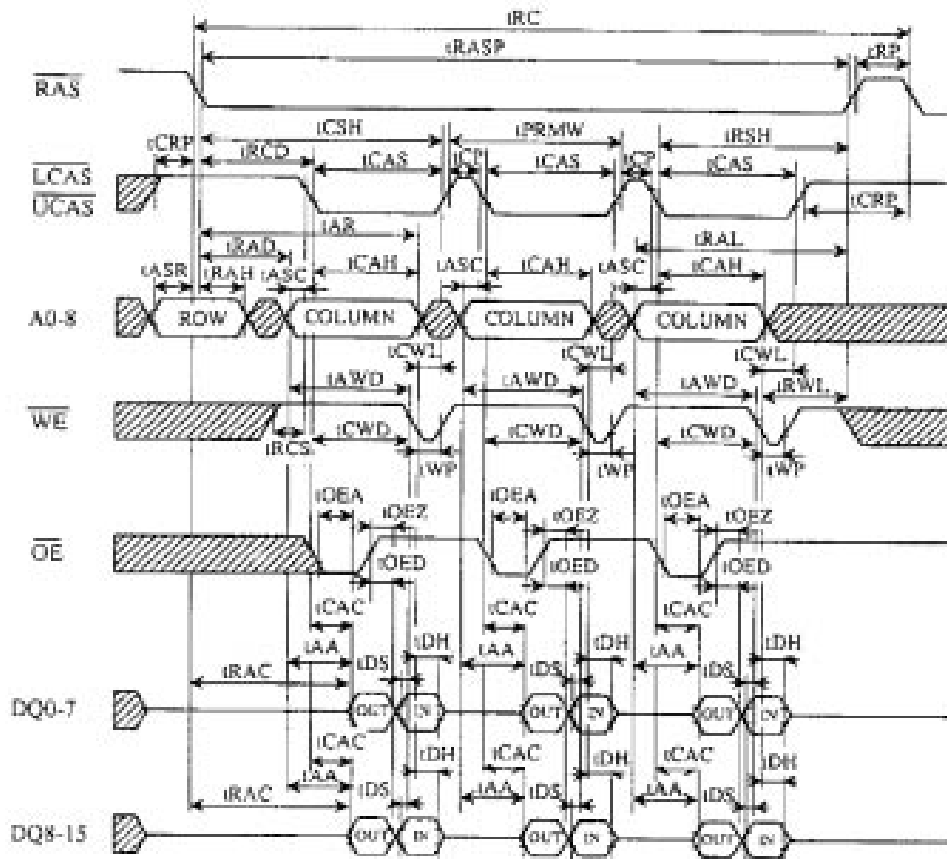 tRC
tRASP
tRP
RAS
tCSH
tPRMW
tRSH
tCRP
tRCD
tCAS
tCP
tCAS
tCP
tCAS
LCAS
UCAS
tCRP
tAR
tRAL
tRAD
tASR
tRAH
tASC
tCAH
tASC
tCAH
tASC
tCAH
A0-8
ROW
COLUMN
COLUMN
COLUMN
tCWL
tCWL
tCWL
tAWD
tAWD
tAWD
tRWL
WE
tCWD
tCWD
tCWD
tRCS
tWP
tWP
tWP
tOEA
tOEA
tOEA
tOEZ
tOEZ
tOEZ
OE
tOED
tOED
tOED
tCAC
tCAC
tCAC
tDH
tDH
tDH
tAA
tDS
tAA
tDS
tAA
tDS
tRAC
DQ0-7
OUT
IN
OUT
IN
OUT
IN
tCAC
tCAC
tCAC
tDH
tDH
tDH
tAA
tDS
tAA
tDS
tAA
tDS
tRAC
DQ8-15
OUT
IN
OUT
IN
OUT
IN